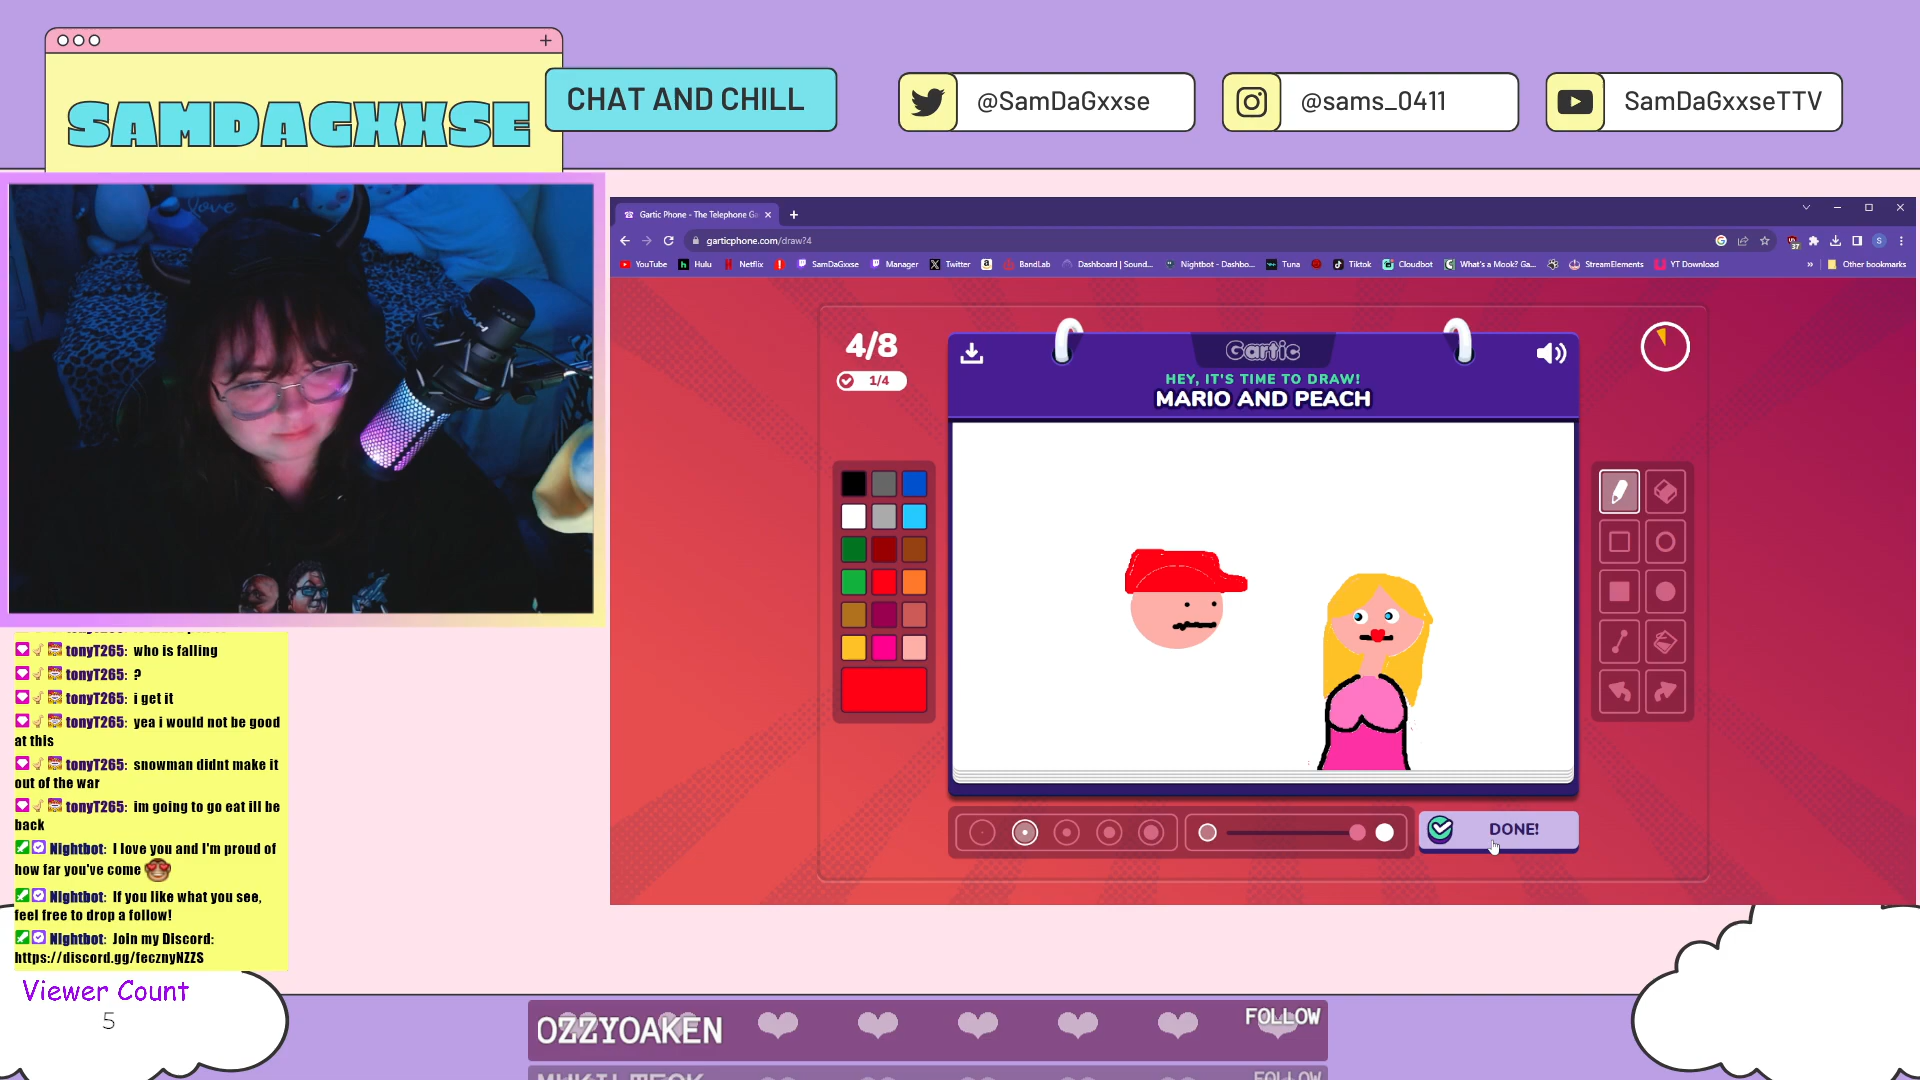 SAMDAGXXSE
CHAT AND CHILL
@SamDaGxxse
@sams_0411
SamDaGxxseTTV
love
Gartic Phone - The Telephone Ga
garticphone.com/draw?4
37
S
YouTube
Hulu
Netflix
SamDaGxxse
Manager
Twitter
BandLab
Dashboard | Sound...
Nightbot - Dashbo...
Tuna
Tiktok
Cloudbot
What's a Mook? Ga...
StreamElements
YT Download
Other bookmarks
4/8
1/4
Gartic
HEY, IT'S TIME TO DRAW!
MARIO AND PEACH
DONE!
tonyT265: who is falling
tonyT265: ?
tonyT265: i get it
tonyT265: yea i would not be good
at this
tonyT265: snowman didnt make it
out of the war
tonyT265: im going to go eat ill be
back
Nightbot: I love you and I'm proud of
how far you've come
Nightbot: If you like what you see,
feel free to drop a follow!
Nightbot: Join my Discord:
https://discord.gg/fecznyNZZS
Viewer Count
5
OZZYOAKEN
FOLLOW
FOLLOW